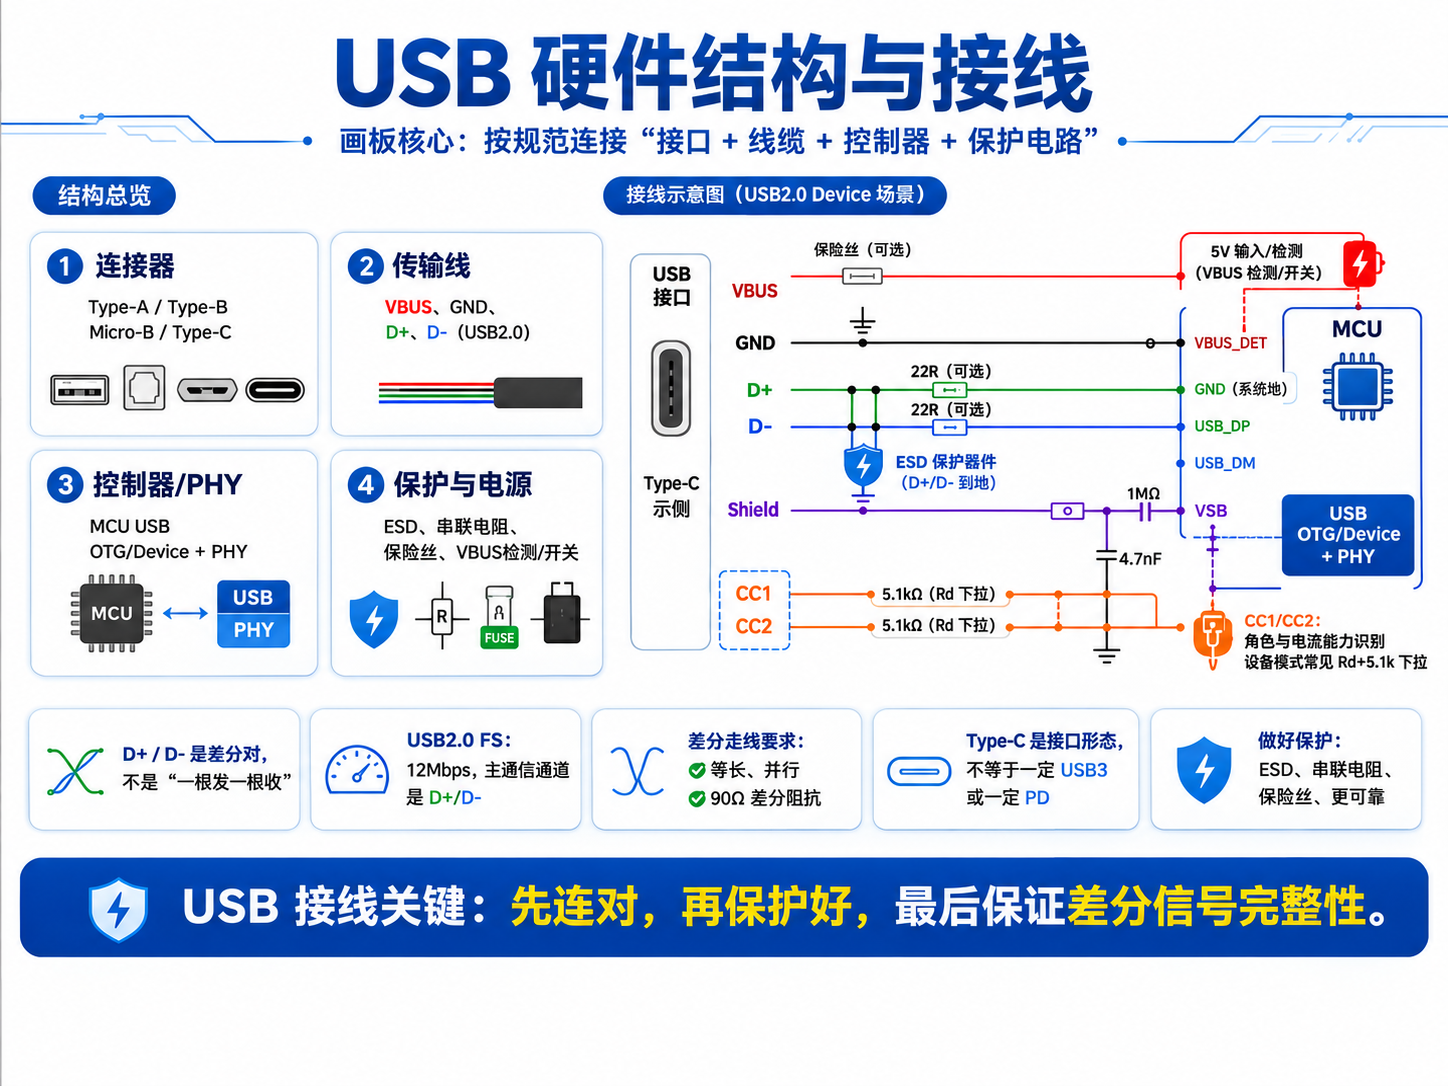 USB 硬件结构与接线
画板核心：按规范连接“接口 + 线缆 + 控制器 + 保护电路”
结构总览
1 连接器
Type-A / Type-B
Micro-B / Type-C
2 传输线
VBUS、GND、
D+、D-（USB2.0）
3 控制器/PHY
MCU USB
OTG/Device + PHY
MCU
USB
PHY
4 保护与电源
ESD、串联电阻、
保险丝、VBUS检测/开关
R
FUSE
接线示意图（USB2.0 Device 场景）
USB
接口
Type-C
示侧
VBUS
GND
D+
D-
Shield
CC1
CC2
保险丝（可选）
22R（可选）
22R（可选）
ESD 保护器件
（D+/D- 到地）
1MΩ
4.7nF
5.1kΩ（Rd 下拉）
5.1kΩ（Rd 下拉）
5V 输入/检测
（VBUS 检测/开关）
MCU
VBUS_DET
GND（系统地）
USB_DP
USB_DM
VSB
USB
OTG/Device
+ PHY
CC1/CC2：
角色与电流能力识别
设备模式常见 Rd+5.1k 下拉
D+ / D- 是差分对，
不是“一根发一根收”
USB2.0 FS：
12Mbps，主通信通道
是 D+/D-
差分走线要求：
等长、并行
90Ω 差分阻抗
Type-C 是接口形态，
不等于一定 USB3
或一定 PD
做好保护：
ESD、串联电阻、
保险丝、更可靠
USB 接线关键：先连对，再保护好，最后保证差分信号完整性。